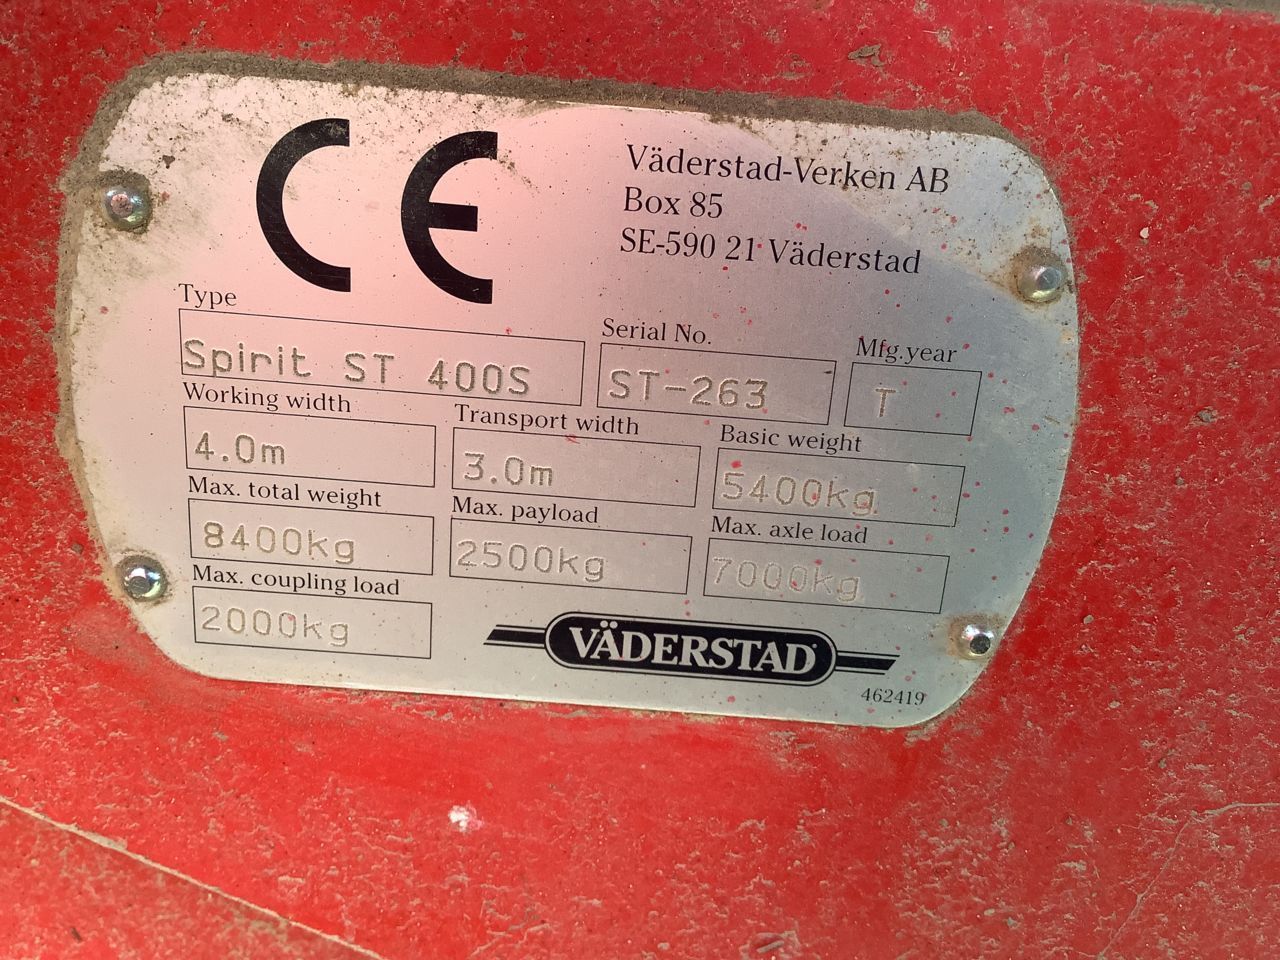 CE
Väderstad-Verken AB
Box 85
SE-590 21 Väderstad
Type
Spirit ST 400S
Serial No.
ST-263
Mfg.year
T
Working width
4.0m
Transport width
3.0m
Basic weight
5400kg
Max. total weight
8400kg
Max. payload
2500kg
Max. axle load
7000kg
Max. coupling load
2000kg
VÄDERSTAD
462419